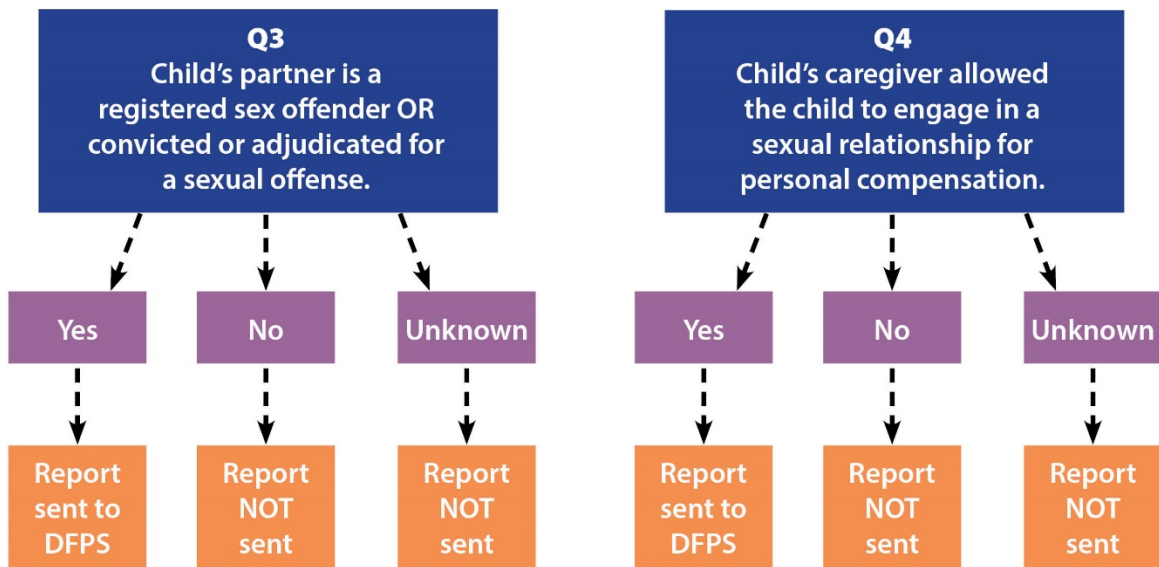 Q3
Child’s partner is a
registered sex offender OR
convicted or adjudicated for
a sexual offense.
Yes
No
Unknown
Report
sent to
DFPS
Report
NOT
sent
Report
NOT
sent
Q4
Child’s caregiver allowed
the child to engage in a
sexual relationship for
personal compensation.
Yes
No
Unknown
Report
sent to
DFPS
Report
NOT
sent
Report
NOT
sent